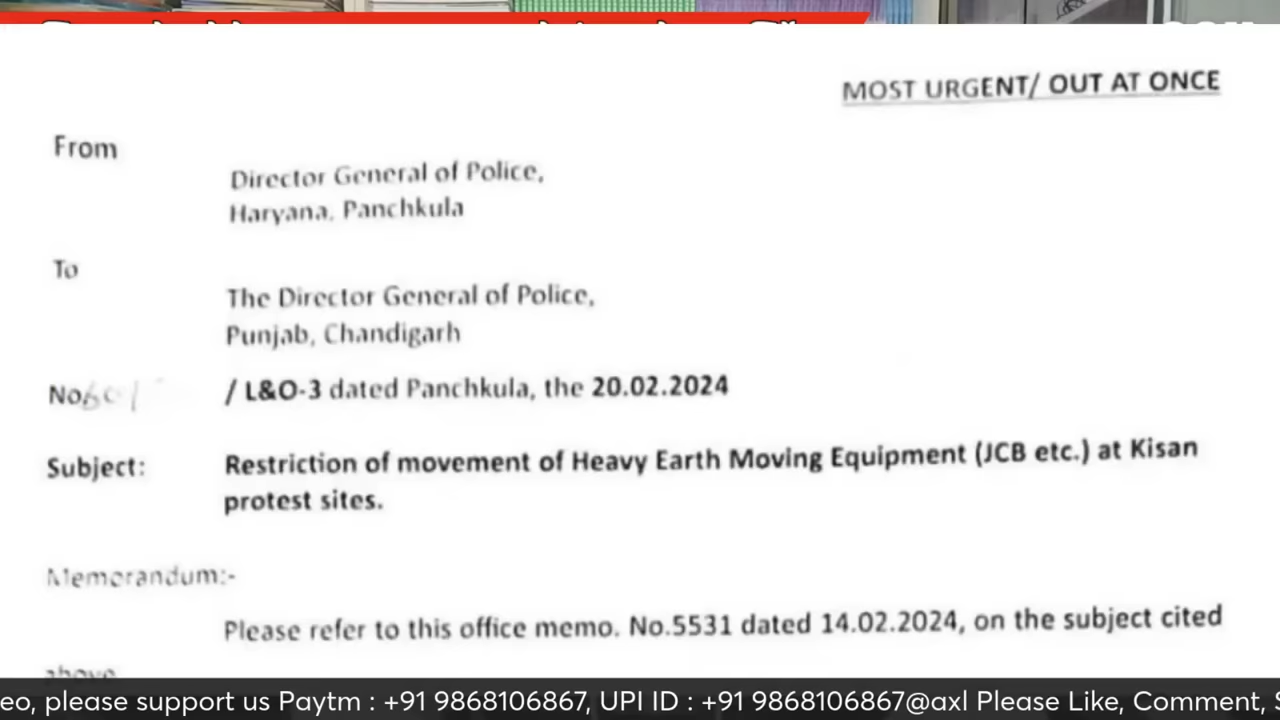 MOST URGENT/ OUT AT ONCE
From
Director General of Police,
Haryana, Panchkula
To
The Director General of Police,
Punjab, Chandigarh
No. / L&O-3 dated Panchkula, the 20.02.2024
Subject: Restriction of movement of Heavy Earth Moving Equipment (JCB etc.) at Kisan
protest sites.
Memorandum:-
Please refer to this office memo. No.5531 dated 14.02.2024, on the subject cited
above
eo, please support us Paytm : +91 9868106867, UPI ID : +91 9868106867@axl Please Like, Comment, S